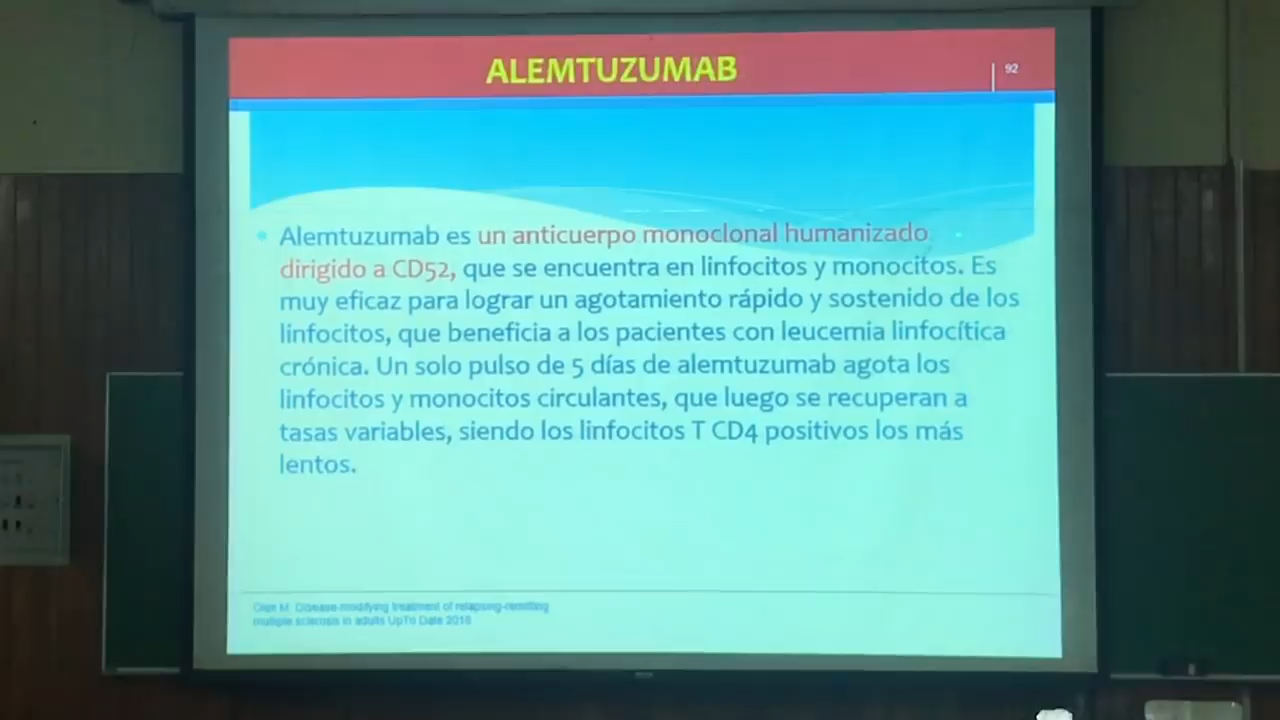 ALEMTUZUMAB
92
Alemtuzumab es un anticuerpo monoclonal humanizado
dirigido a CD52, que se encuentra en linfocitos y monocitos. Es
muy eficaz para lograr un agotamiento rápido y sostenido de los
linfocitos, que beneficia a los pacientes con leucemia linfocítica
crónica. Un solo pulso de 5 días de alemtuzumab agota los
linfocitos y monocitos circulantes, que luego se recuperan a
tasas variables, siendo los linfocitos T CD4 positivos los más
lentos.
M. Disease-modifying treatment of relapsing-remitting
multiple sclerosis in adults UpTo Date 2018